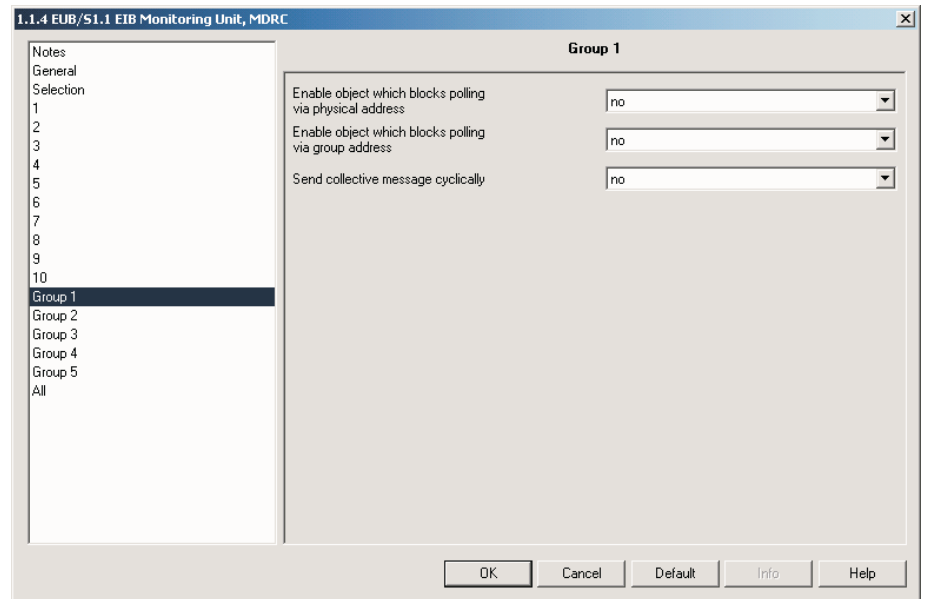 1.1.4 EUB/S1.1 EIB Monitoring Unit, MDRC
Notes
General
Selection
1
2
3
4
5
6
7
8
9
10
Group 1
Group 2
Group 3
Group 4
Group 5
All
Group 1
Enable object which blocks polling
via physical address
no
Enable object which blocks polling
via group address
no
Send collective message cyclically
no
OK
Cancel
Default
Info
Help